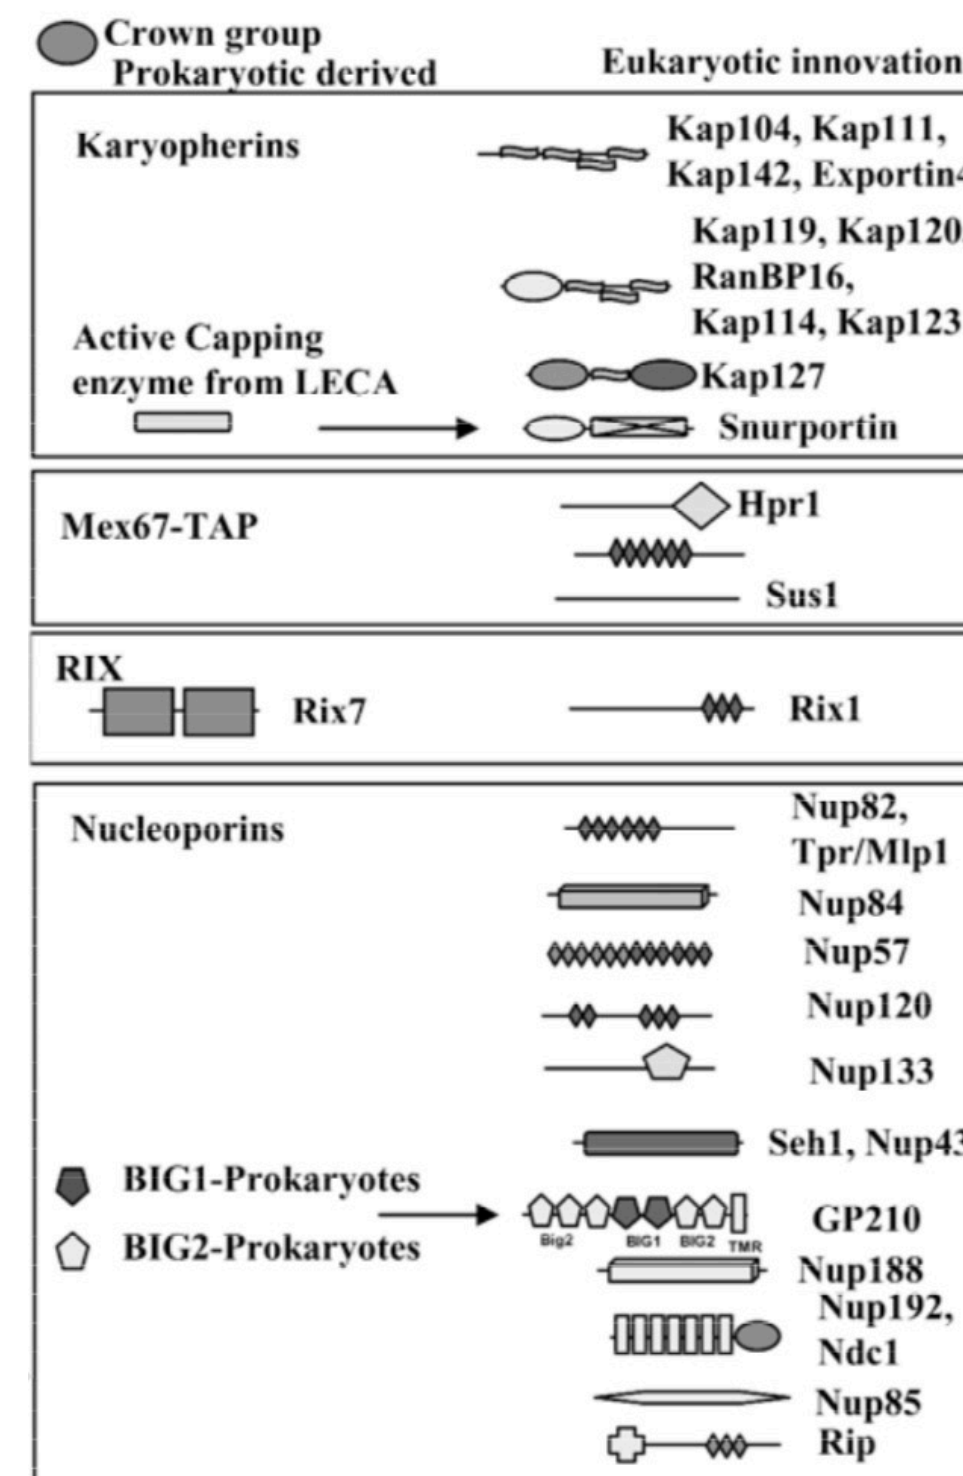 Crown group
Prokaryotic derived
Eukaryotic innovation
Karyopherins
Kap104, Kap111,
Kap142, Exportin4
Kap119, Kap120
RanBP16,
Kap114, Kap123
Active Capping
enzyme from LECA
Kap127
Snurportin
Mex67-TAP
Hpr1
Sus1
RIX
Rix7
Rix1
Nucleoporins
Nup82,
Tpr/Mlp1
Nup84
Nup57
Nup120
Nup133
Seh1, Nup43
BIG1-Prokaryotes
BIG2-Prokaryotes
GP210
Big2 BIG1 BIG2 TMR
Nup188
Nup192,
Ndc1
Nup85
Rip